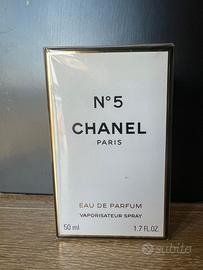 N°5
CHANEL
PARIS
EAU DE PARFUM
VAPORISATEUR SPRAY
50 ml 1.7 FL.OZ.
subito